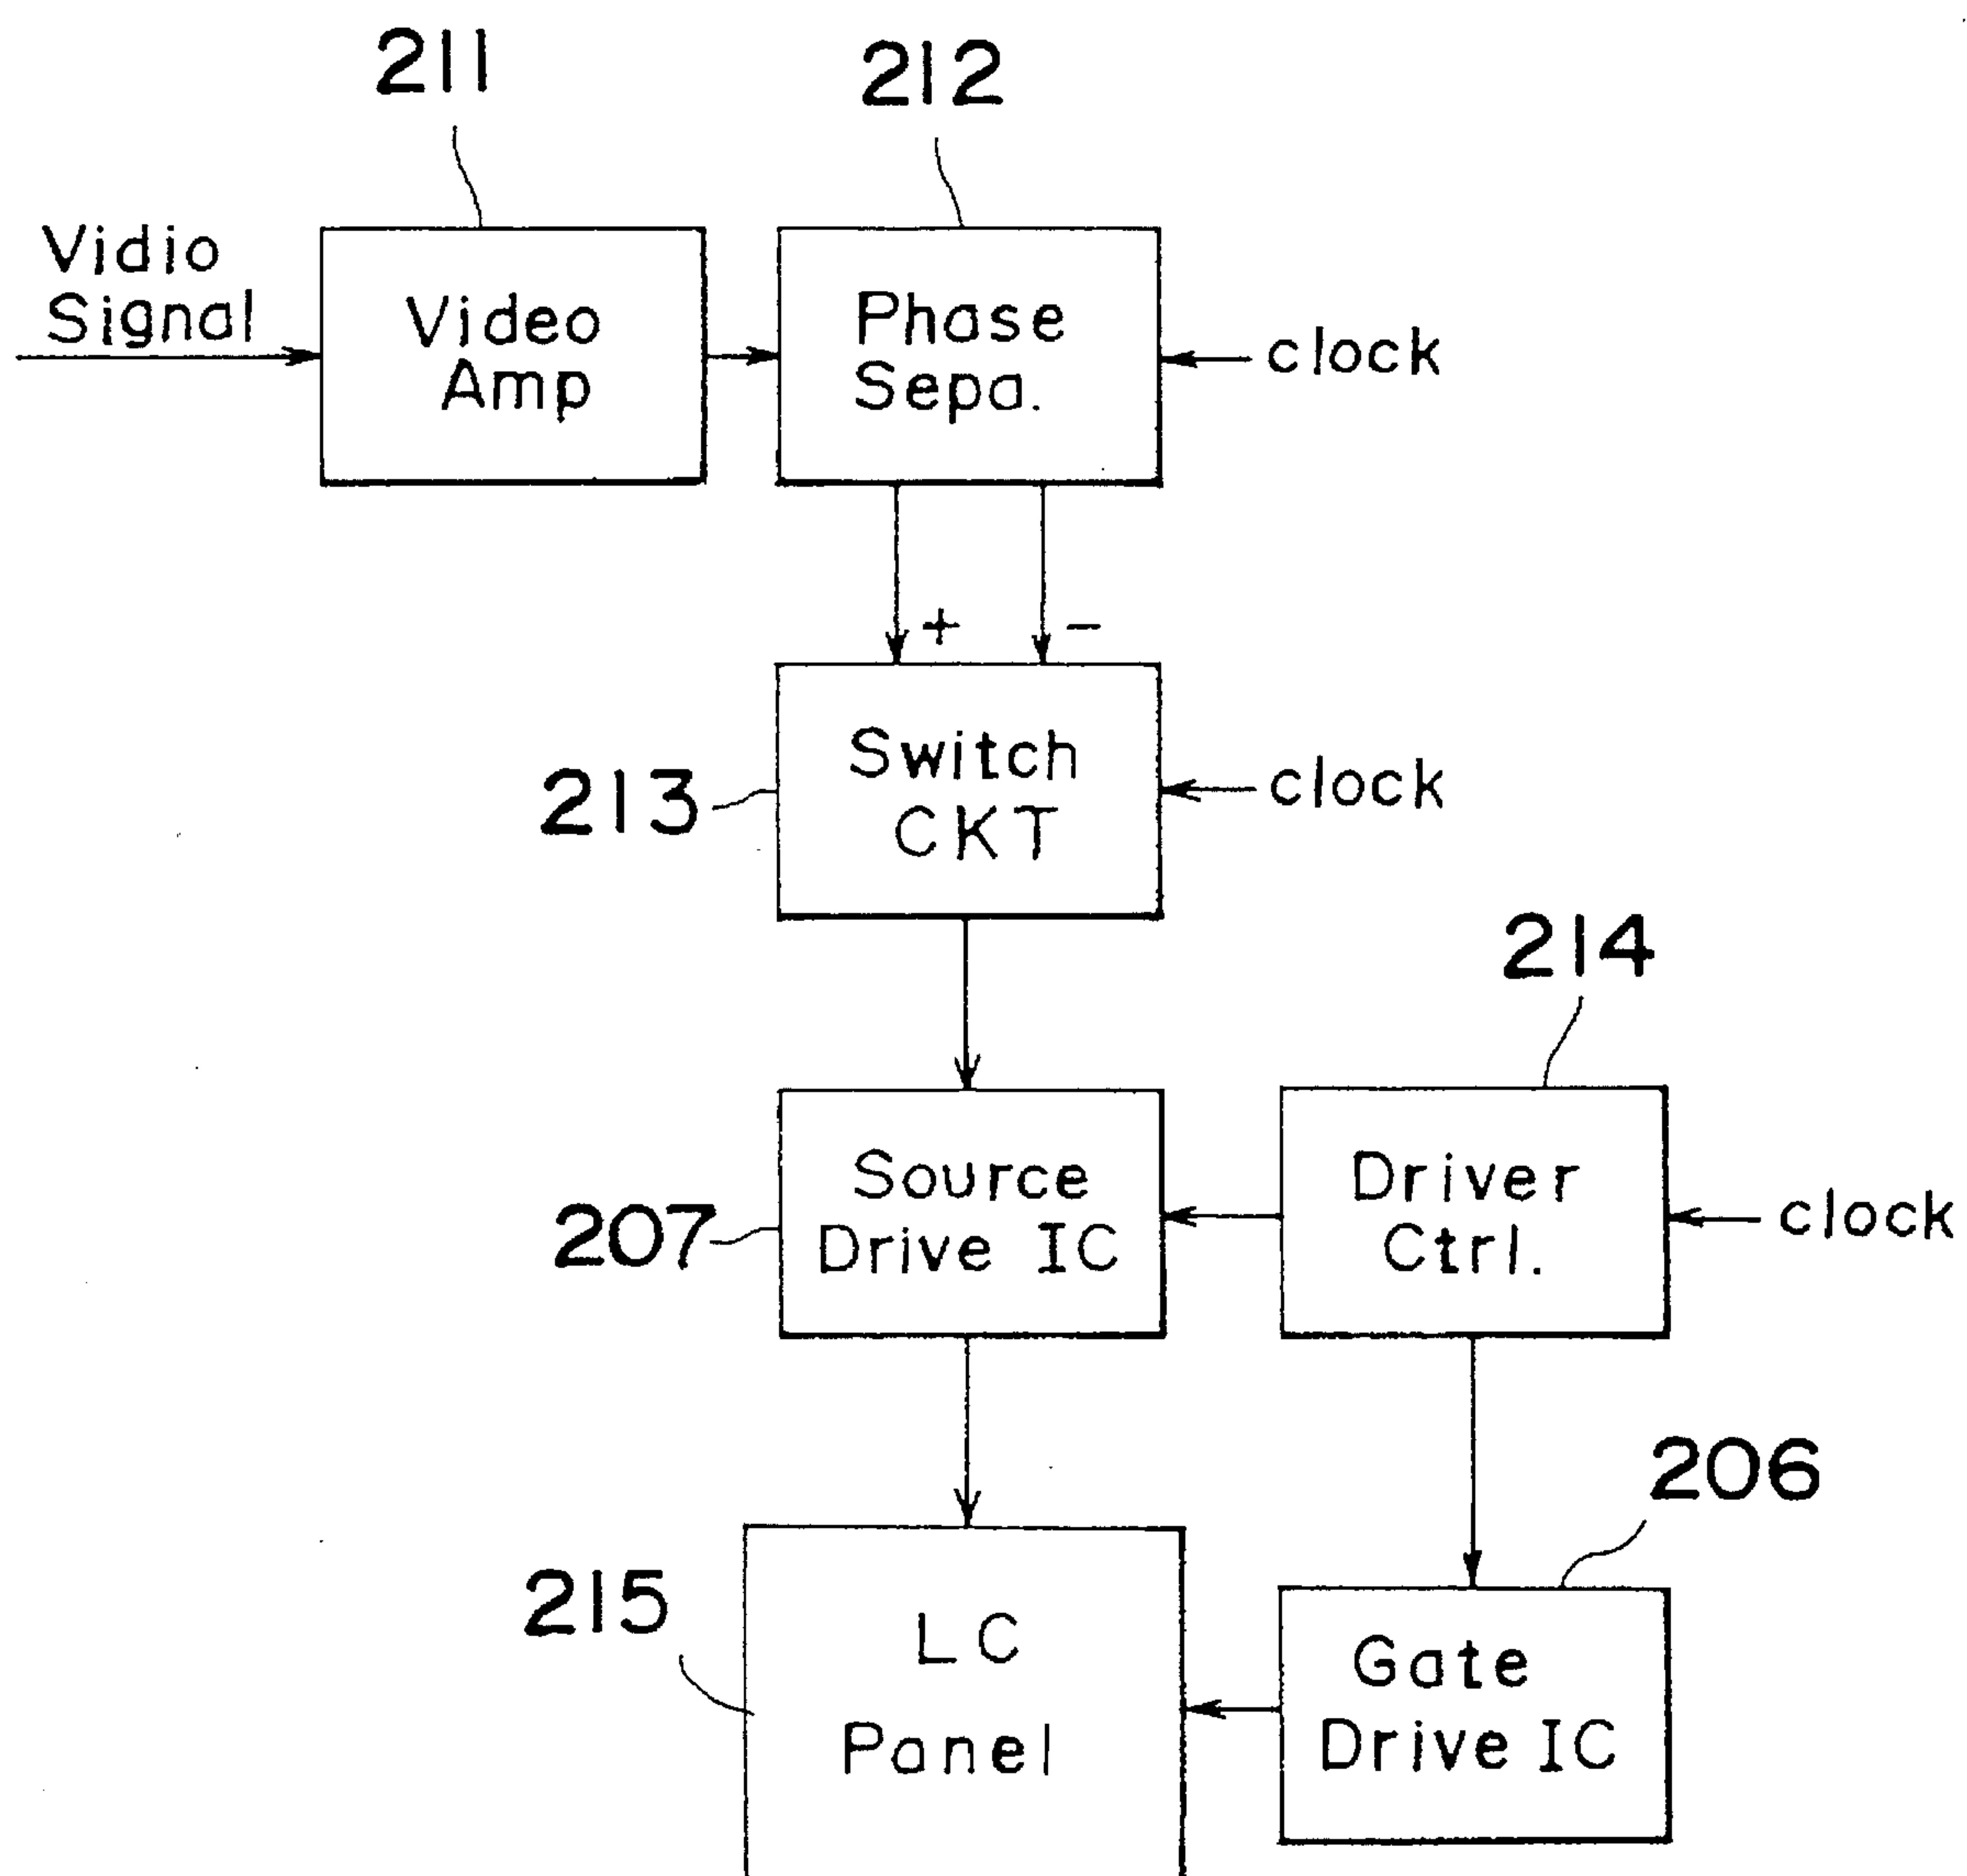 211
212
Vidio
Signal
Video
Amp
Phase
Sepa.
clock
+ -
213
Switch
CKT
clock
214
207
Source
Drive IC
Driver
Ctrl.
clock
206
215
LC
Panel
Gate
Drive IC